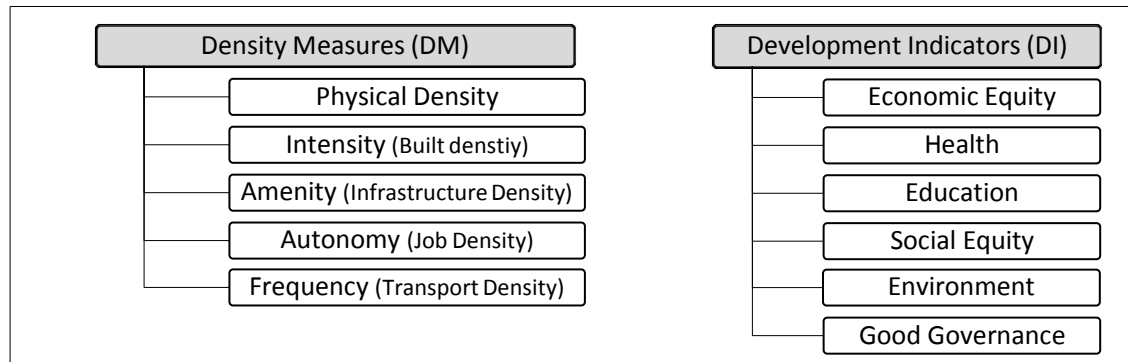 Density Measures (DM)
Physical Density
Intensity (Built denstiy)
Amenity (Infrastructure Density)
Autonomy (Job Density)
Frequency (Transport Density)
Development Indicators (DI)
Economic Equity
Health
Education
Social Equity
Environment
Good Governance